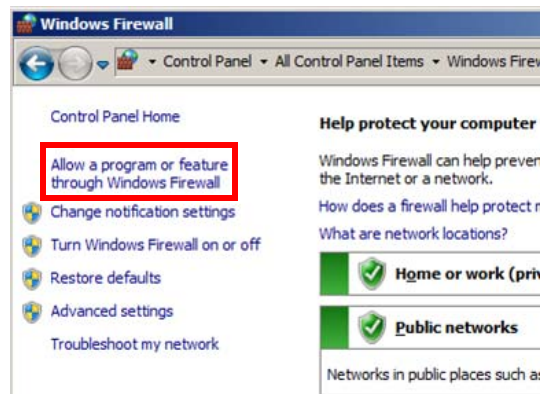 Windows Firewall
Control Panel ▾ All Control Panel Items ▾ Windows
Control Panel Home
Allow a program or feature
through Windows Firewall
Change notification settings
Turn Windows Firewall on or off
Restore defaults
Advanced settings
Troubleshoot my network
Help protect your computer
Windows Firewall can help
the Internet or a network.
How does a firewall help protect
What are network locations?
Home or work
Public networks
Networks in public places such as